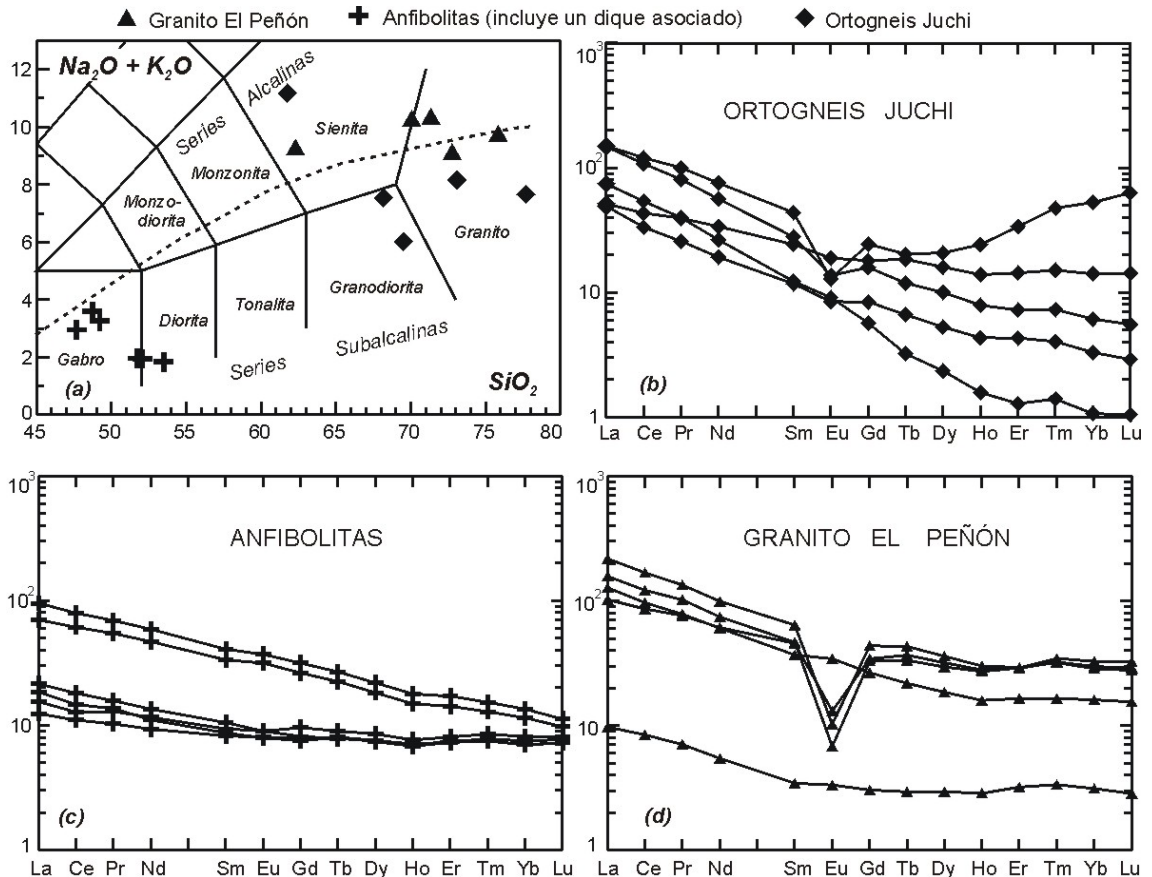 Granito El Peñón
Anfibolitas (incluye un dique asociado)
Ortogneis Juchi
Na2O + K2O
12
10
8
6
4
2
0
Series
Alcalinas
Sienita
Monzonita
Monzo-
diorita
Granito
Granodiorita
Tonalita
Diorita
Gabro
Series
Subalcalinas
(a)
SiO2
45 50 55 60 65 70 75 80
10^3
ORTOGNEIS JUCHI
10^2
10
(b)
1
La Ce Pr Nd Sm Eu Gd Tb Dy Ho Er Tm Yb Lu
10^3
ANFIBOLITAS
10^2
10
(c)
1
La Ce Pr Nd Sm Eu Gd Tb Dy Ho Er Tm Yb Lu
10^3
GRANITO EL PEÑÓN
10^2
10
(d)
1
La Ce Pr Nd Sm Eu Gd Tb Dy Ho Er Tm Yb Lu